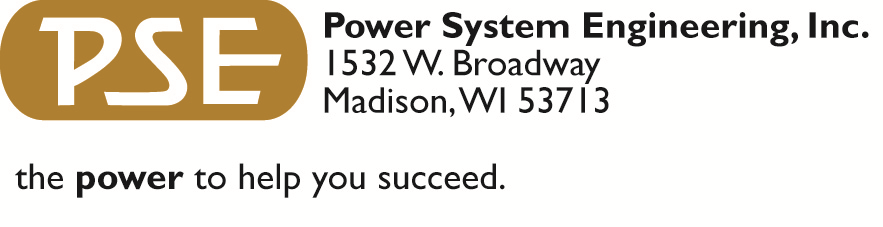 PSE
Power System Engineering, Inc.
1532 W. Broadway
Madison, WI 53713
the power to help you succeed.